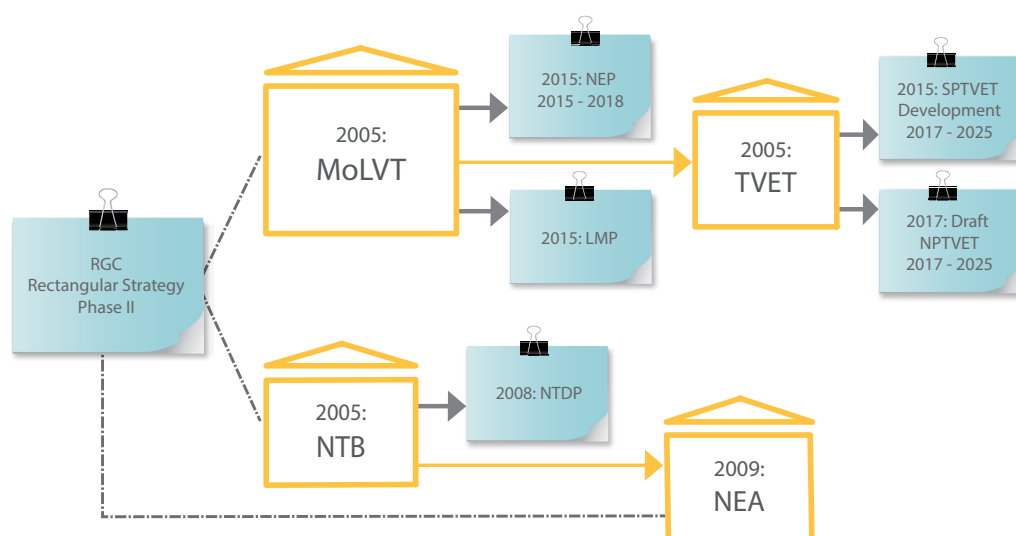 2015: NEP
2015 - 2018
2015: SPTVET
Development
2017 - 2025
2005:
MoLVT
2005:
TVET
2017: Draft
NPTVET
2017 - 2025
2015: LMP
RGC
Rectangular Strategy
Phase II
2008: NTDP
2005:
NTB
2009:
NEA